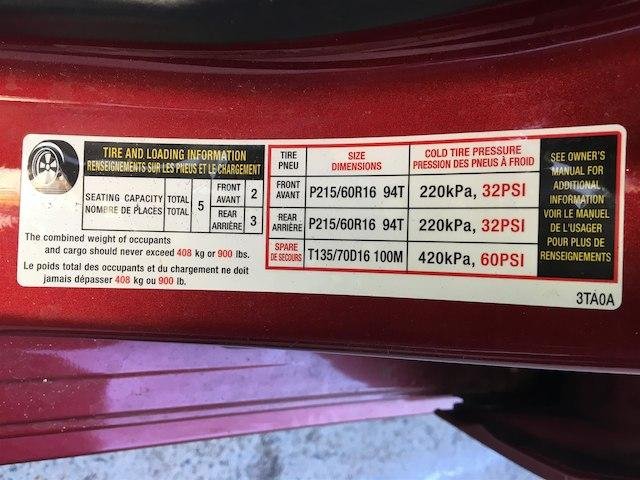 TIRE AND LOADING INFORMATION
RENSEIGNEMENTS SUR LES PNEUS ET LE CHARGEMENT
SEATING CAPACITY
NOMBRE DE PLACES
TOTAL
TOTAL
5
FRONT
AVANT
2
REAR
ARRIÈRE
3
The combined weight of occupants
and cargo should never exceed 408 kg or 900 lbs.
Le poids total des occupants et du chargement ne doit
jamais dépasser 408 kg ou 900 lb.
TIRE
PNEU
SIZE
DIMENSIONS
COLD TIRE PRESSURE
PRESSION DES PNEUS À FROID
FRONT
AVANT
P215/60R16 94T
220kPa, 32PSI
REAR
ARRIÈRE
P215/60R16 94T
220kPa, 32PSI
SPARE
DE SECOURS
T135/70D16 100M
420kPa, 60PSI
SEE OWNER'S
MANUAL FOR
ADDITIONAL
INFORMATION
VOIR LE MANUEL
DE L'USAGER
POUR PLUS DE
RENSEIGNEMENTS
3TA0A